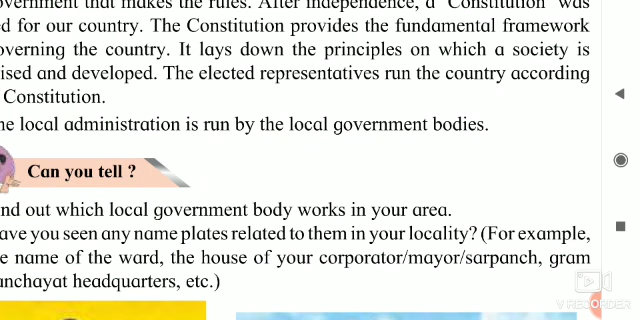 overnment that makes the rules. After independence, a "Constitution" was
ed for our country. The Constitution provides the fundamental framework
overning the country. It lays down the principles on which a society is
ised and developed. The elected representatives run the country according
Constitution.
he local administration is run by the local government bodies.
Can you tell ?
nd out which local government body works in your area.
ave you seen any name plates related to them in your locality? (For example,
e name of the ward, the house of your corporator/mayor/sarpanch, gram
anchayat headquarters, etc.)
V RECORDER